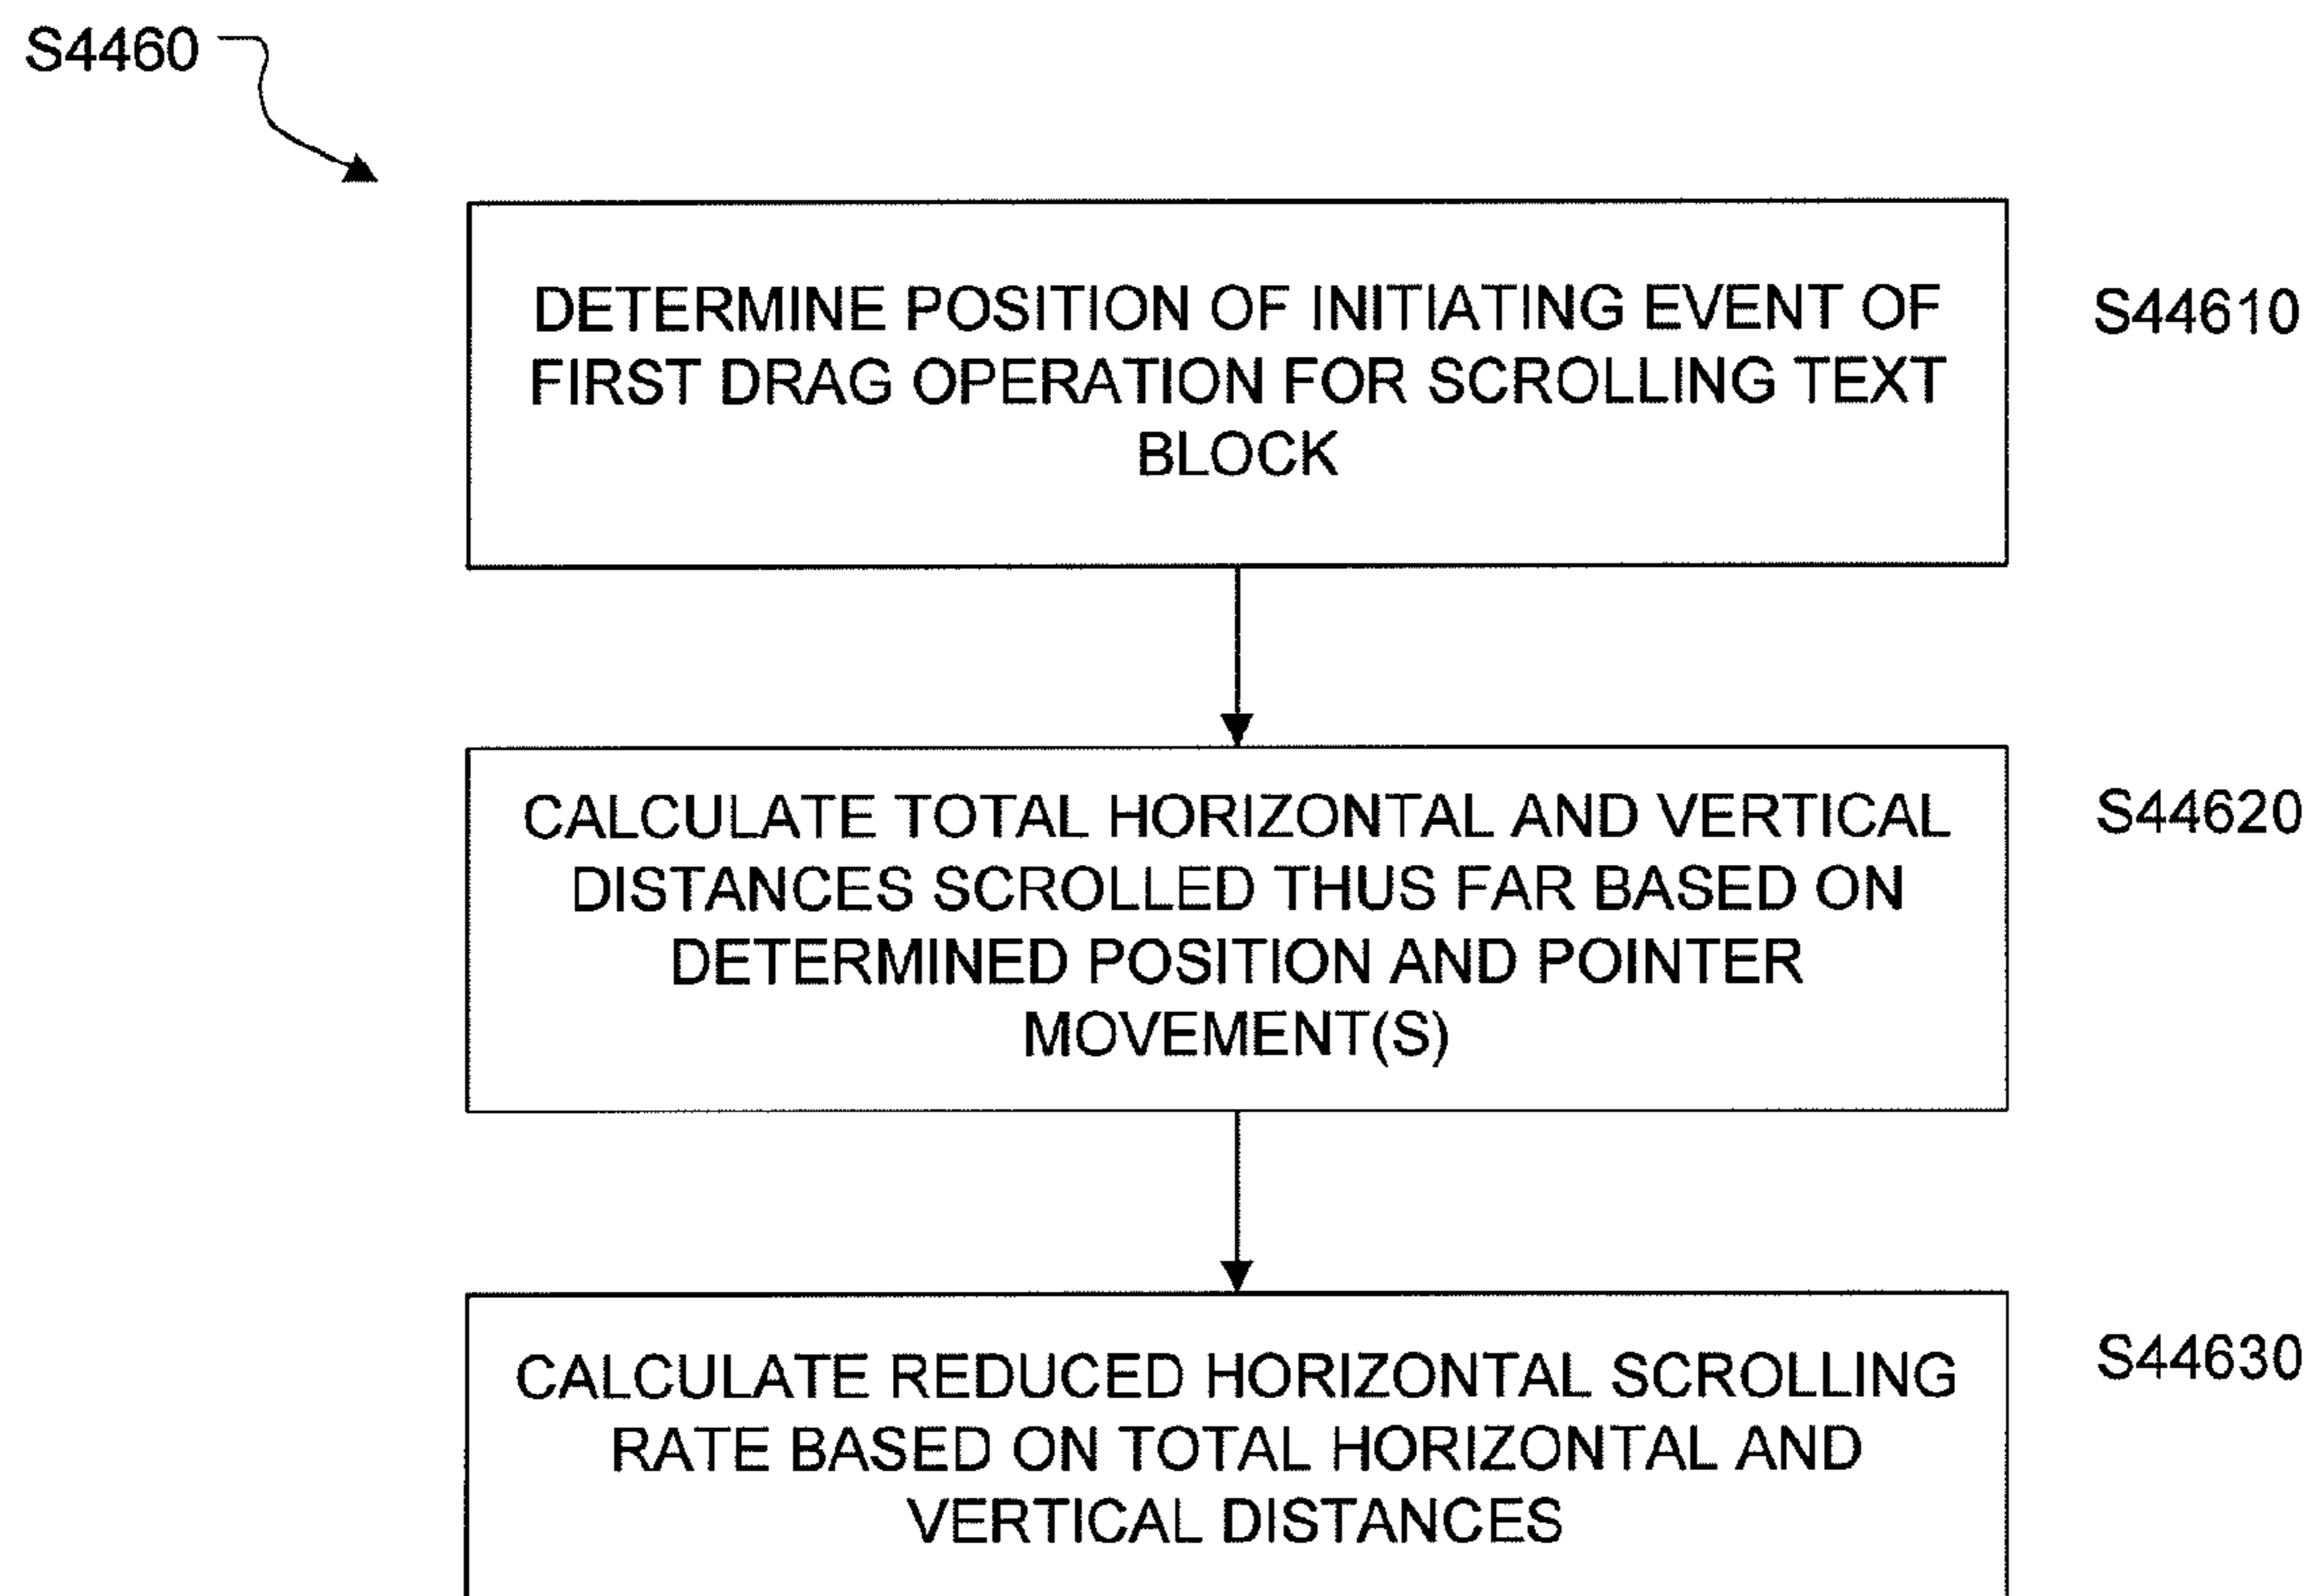 S4460
DETERMINE POSITION OF INITIATING EVENT OF
FIRST DRAG OPERATION FOR SCROLLING TEXT
BLOCK
S44610
CALCULATE TOTAL HORIZONTAL AND VERTICAL
DISTANCES SCROLLED THUS FAR BASED ON
DETERMINED POSITION AND POINTER
MOVEMENT(S)
S44620
CALCULATE REDUCED HORIZONTAL SCROLLING
RATE BASED ON TOTAL HORIZONTAL AND
VERTICAL DISTANCES
S44630